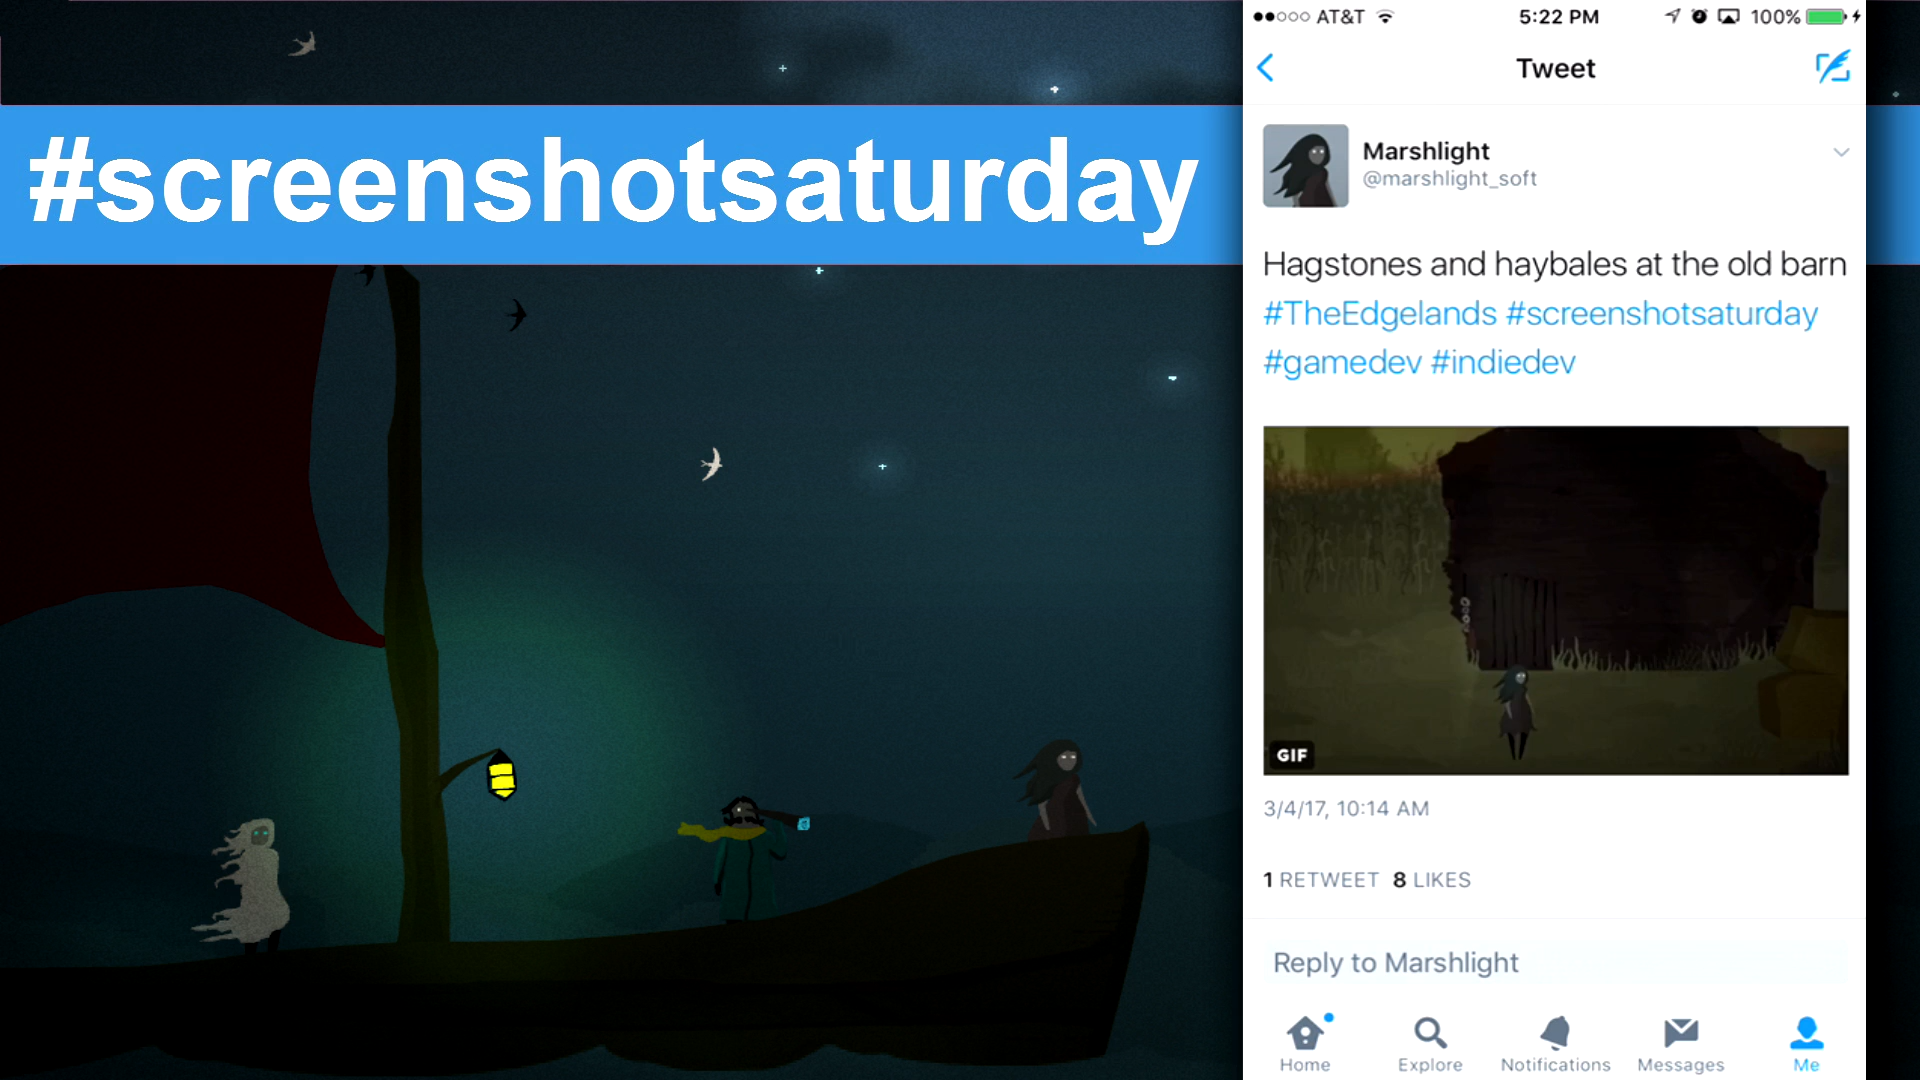 #screenshotsaturday
AT&T 5:22 PM 100%
Tweet
Marshlight
@marshlight_soft
Hagstones and haybales at the old barn
#TheEdgelands #screenshotsaturday
#gamedev #indiedev
GIF
3/4/17, 10:14 AM
1 RETWEET 8 LIKES
Reply to Marshlight
Home Explore Notifications Messages Me